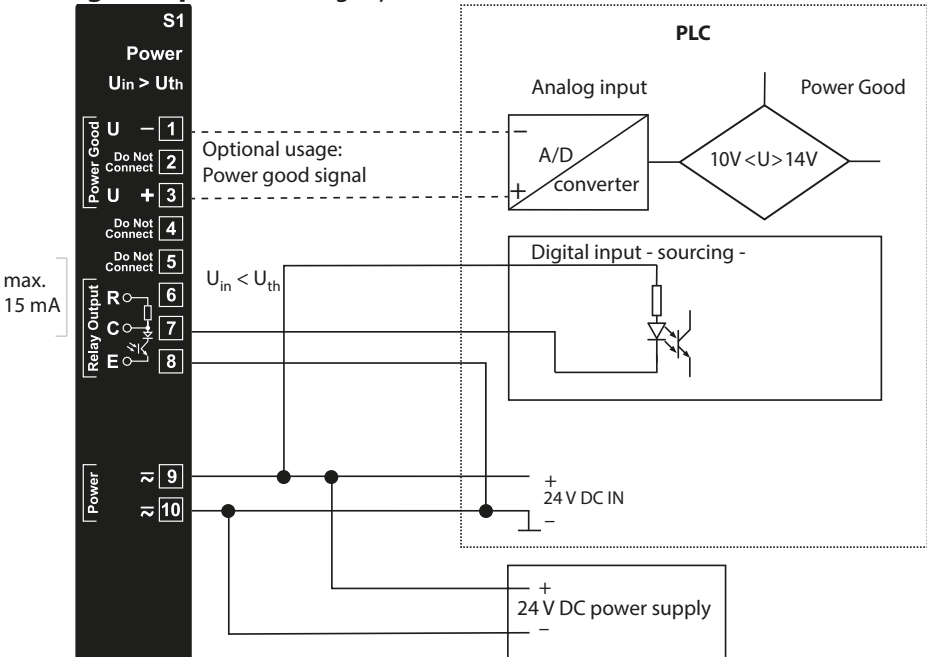 S1
Power
Uin > Uth
Power Good
U – 1
Do Not
Connect 2
U + 3
Do Not
Connect 4
Do Not
Connect 5
max.
15 mA
Relay Output
R 6
C 7
E 8
Power
≂ 9
≂ 10
Optional usage:
Power good signal
Uin < Uth
PLC
Analog input
Power Good
–
A/D
converter
+
10V <U> 14V
Digital input - sourcing -
+
24 V DC IN
–
+
24 V DC power supply
–